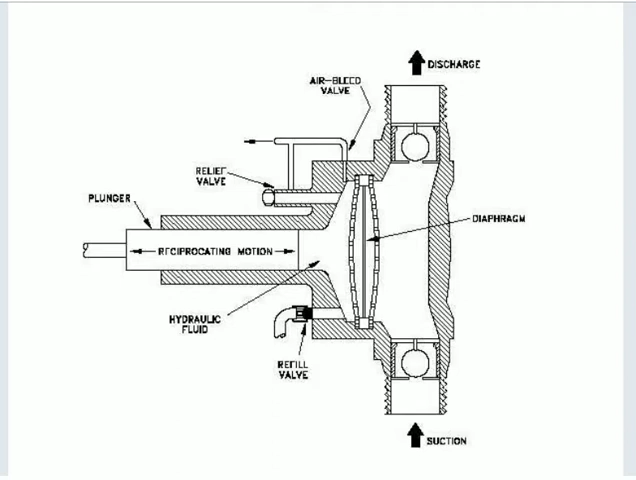 DISCHARGE
AIR-BLEED
VALVE
RELIEF
VALVE
PLUNGER
DIAPHRAGM
RECIPROCATING MOTION
HYDRAULIC
FLUID
REFILL
VALVE
SUCTION